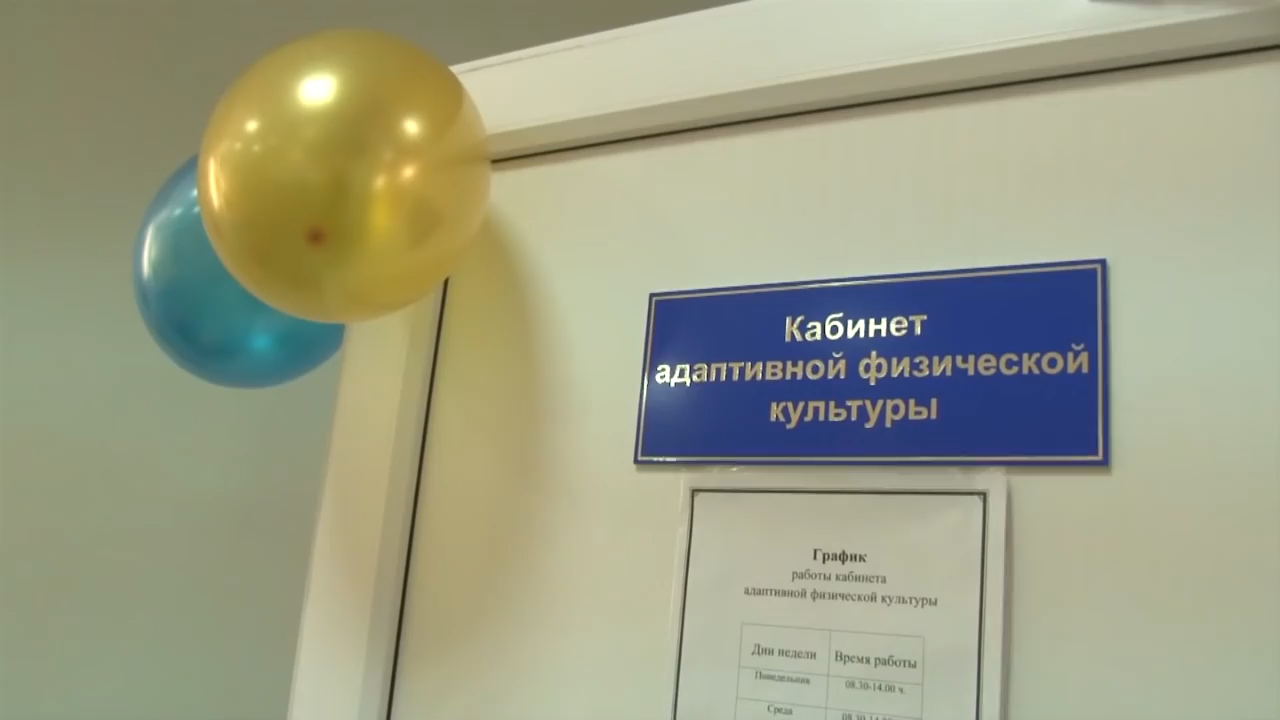 Кабинет
адаптивной физической
культуры
График
работы кабинета
адаптивной физической культуры
Дни недели Время работы
Понедельник 08.30-14.00 ч.
Среда